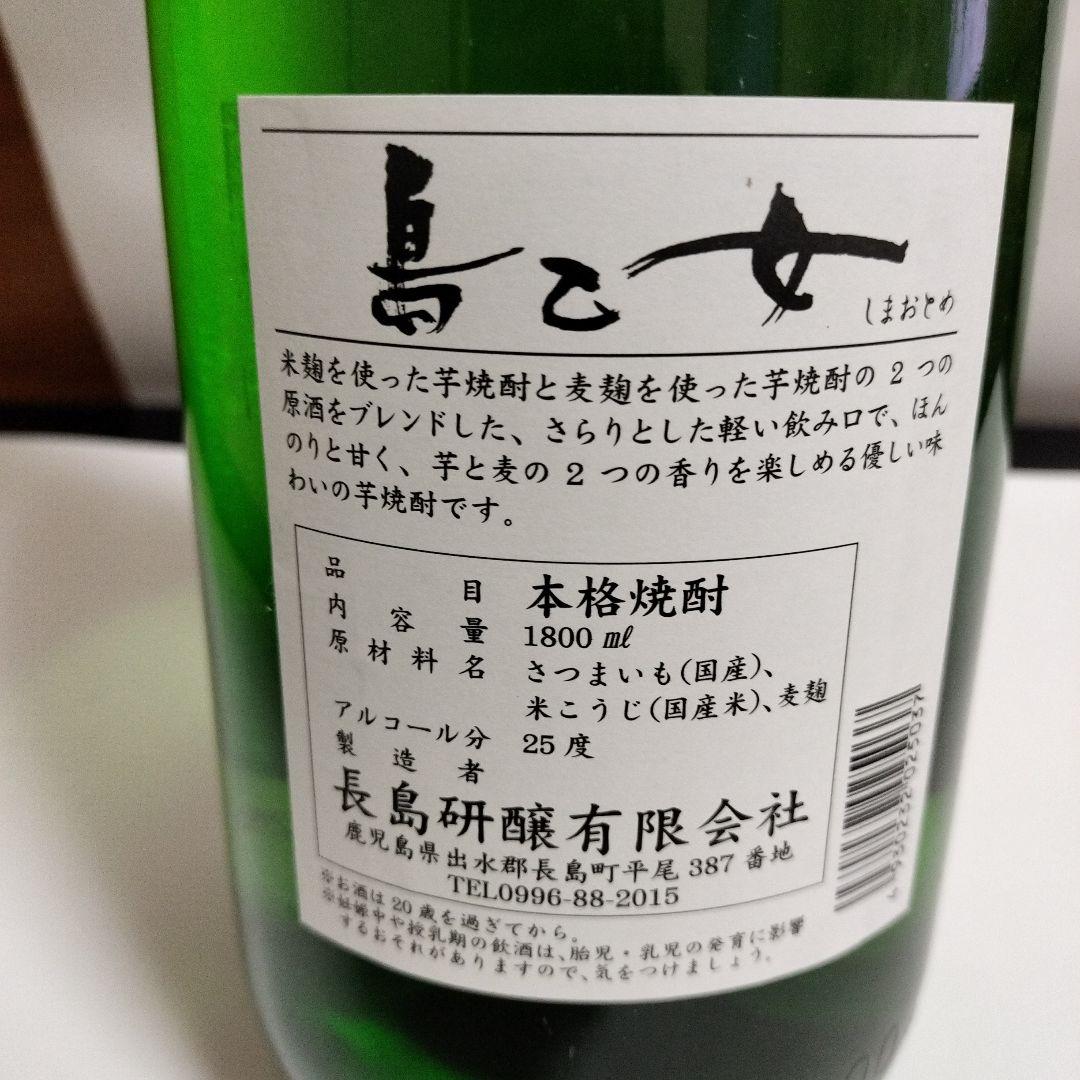 島乙女
しまおとめ
米麹を使った芋焼酎と麦麹を使った芋焼酎の2つの
原酒をブレンドした、さらりとした軽い飲み口で、ほん
のりと甘く、芋と麦の2つの香りを楽しめる優しい味
わいの芋焼酎です。
品目 本格焼酎
内容量 1800㎖
原材料名 さつまいも(国産)、
米こうじ(国産米)、麦麹
アルコール分 25度
製造者
長島研醸有限会社
鹿児島県出水郡長島町平尾387番地
TEL0996-88-2015
※お酒は20歳を過ぎてから。
※妊娠中や授乳期の飲酒は、胎児・乳児の発育に影響
するおそれがありますので、気をつけましょう。